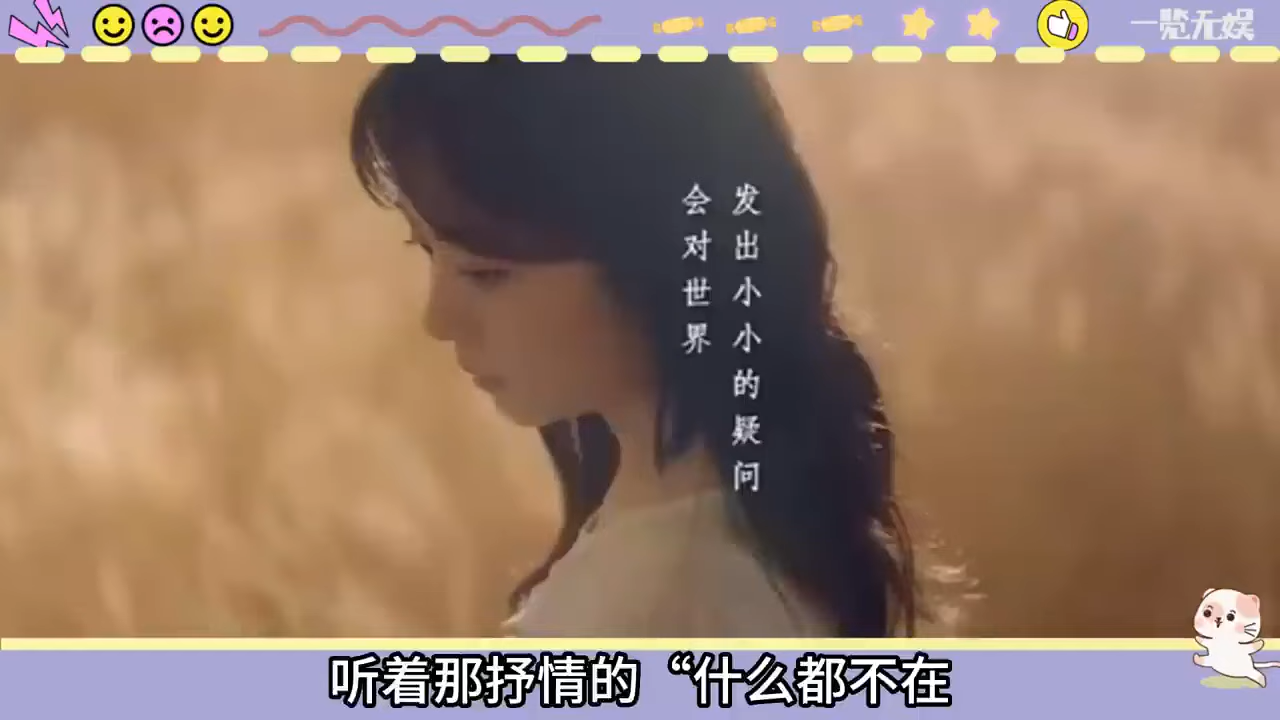 一览无娱
会对世界
发出小小的疑问
听着那抒情的“什么都不在